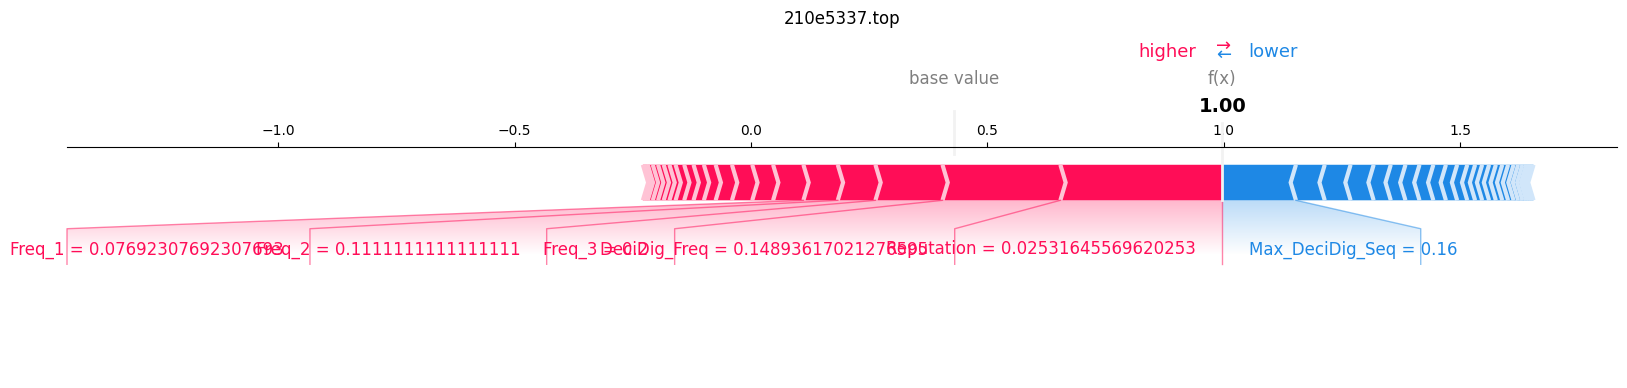 210e5337.top
higher → ← lower
base value f(x)
1.00
−1.0 −0.5 0.0 0.5 1.0 1.5
Freq_1 = 0.07692307692307693 Freq_2 = 0.1111111111111111 Freq_3 = 0.2 DeciDig_Freq = 0.14893617021276595 Reputation = 0.02531645569620253 Max_DeciDig_Seq = 0.16